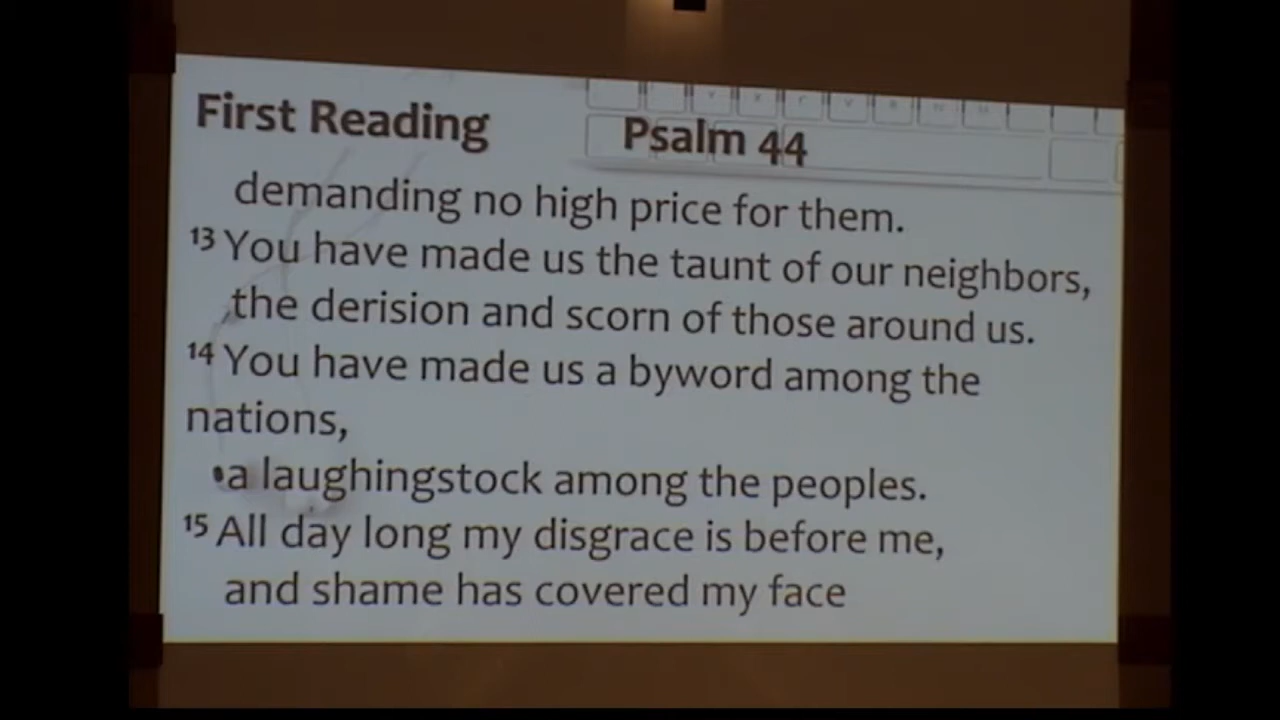 First Reading Psalm 44
demanding no high price for them.
13 You have made us the taunt of our neighbors,
the derision and scorn of those around us.
14 You have made us a byword among the
nations,
•a laughingstock among the peoples.
15 All day long my disgrace is before me,
and shame has covered my face